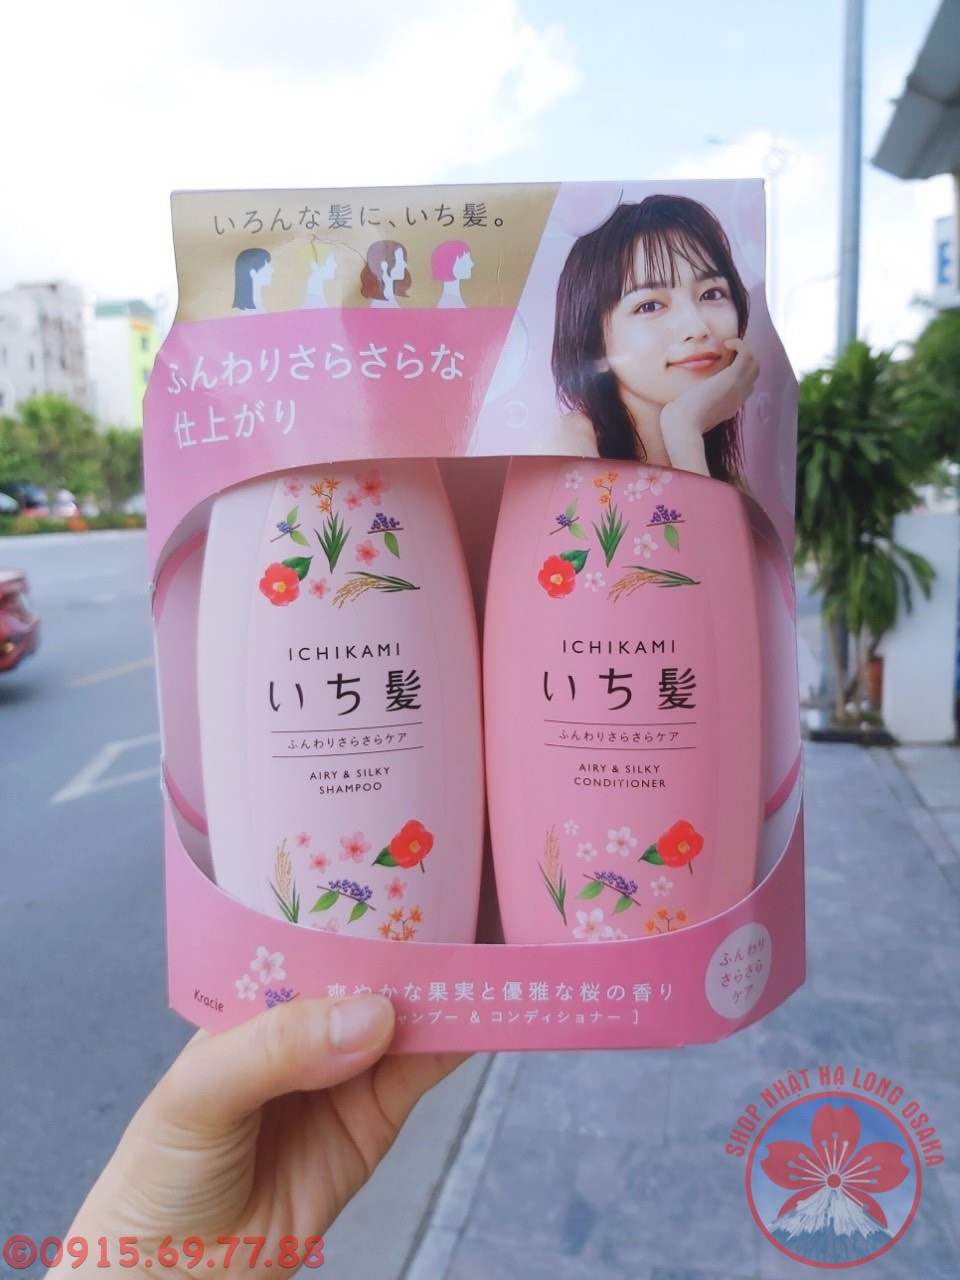 いろんな髪に、いち髪。
ふんわりさらさらな
仕上がり
ICHIKAMI
いち髪
ふんわりさらさらケア
AIRY & SILKY
SHAMPOO
ICHIKAMI
いち髪
ふんわりさらさらケア
AIRY & SILKY
CONDITIONER
ふんわり
さらさら
ケア
Kracie
爽やかな果実と優雅な桜の香り
ャンプー & コンディショナー ]
E
SHOP NHẬT HẠ LONG OSAKA
©0915.69.77.88